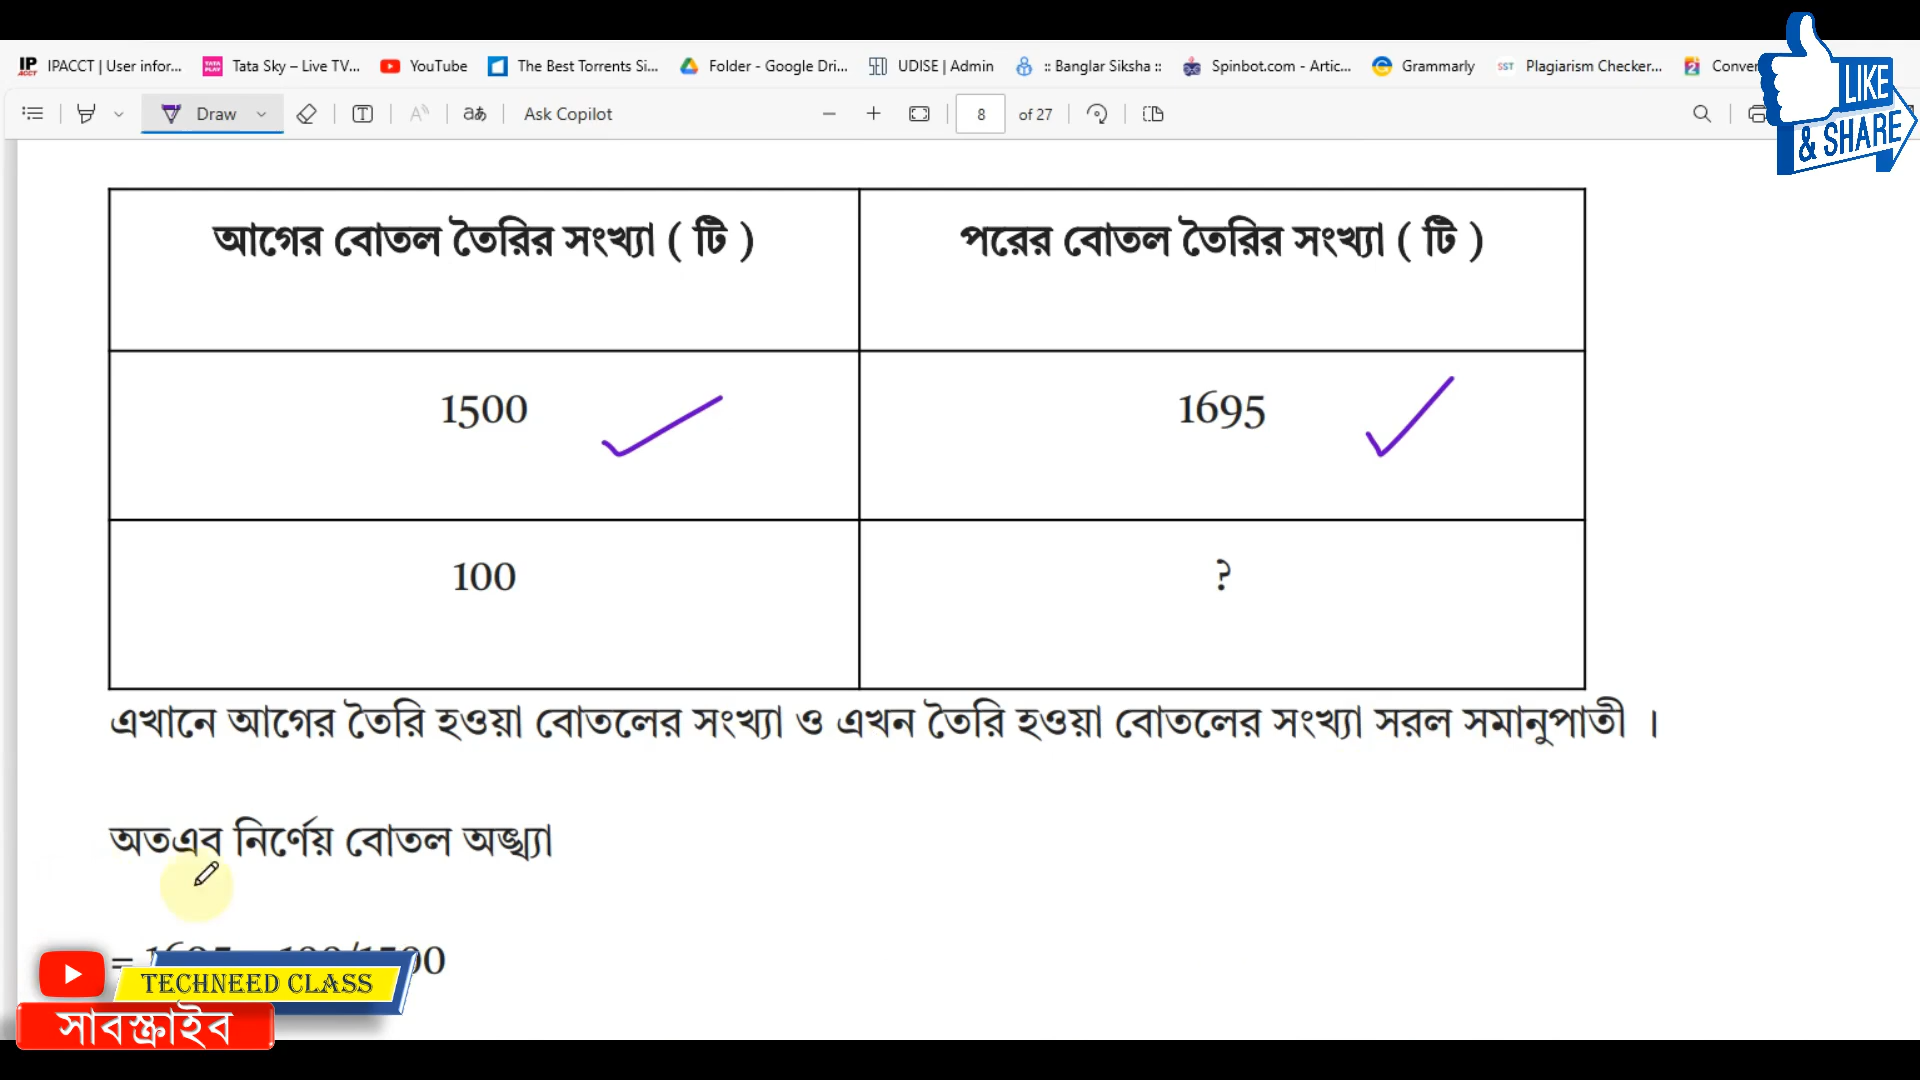 IPACCT | User infor...
Tata Sky – Live TV...
YouTube
The Best Torrents Si...
Folder - Google Dri...
UDISE | Admin
:: Banglar Siksha ::
Spinbot.com - Artic...
Grammarly
Plagiarism Checker...
Conver
LIKE
& SHARE
Draw
Ask Copilot
8 of 27
আগের বোতল তৈরির সংখ্যা ( টি )
পরের বোতল তৈরির সংখ্যা ( টি )
1500
1695
100
?
এখানে আগের তৈরি হওয়া বোতলের সংখ্যা ও এখন তৈরি হওয়া বোতলের সংখ্যা সরল সমানুপাতী ।
অতএব নির্ণেয় বোতল অঙ্খ্যা
TECHNEED CLASS
সাবস্ক্রাইব